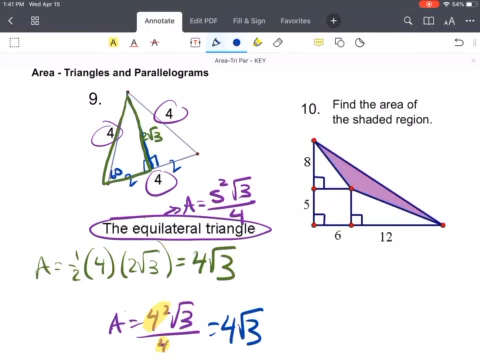 1:41 PM Wed Apr 15
54%
Annotate
Edit PDF
Fill & Sign
Favorites
A A A
T
Area-Tri Par - KEY
Area - Triangles and Parallelograms
9.
4
4
2√3
60
2
2
4
A = s²√3/4
The equilateral triangle
A = ½(4)(2√3) = 4√3
A = 4²√3/4 = 4√3
10. Find the area of
the shaded region.
8
5
6
12